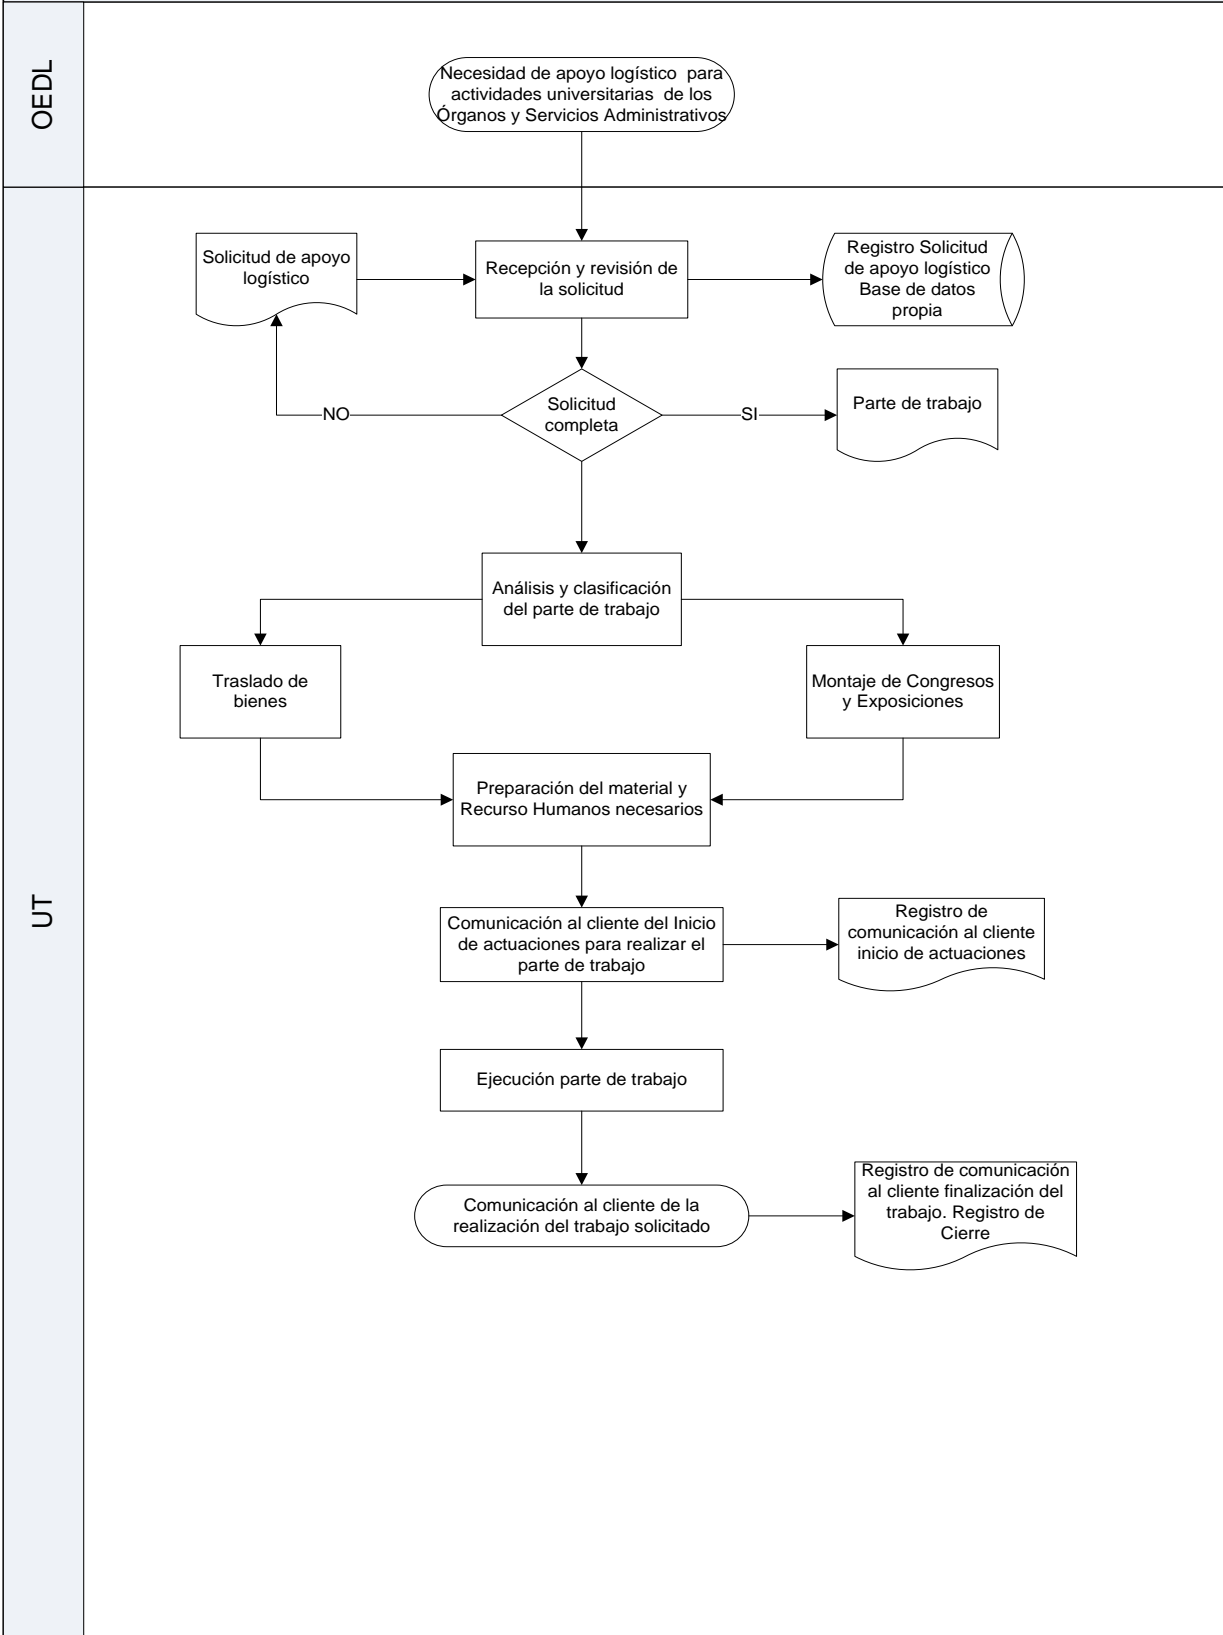 OEDL
Necesidad de apoyo logístico para
actividades universitarias de los
Órganos y Servicios Administrativos
UT
Solicitud de apoyo
logístico
Recepción y revisión de
la solicitud
Registro Solicitud
de apoyo logístico
Base de datos
propia
NO
Solicitud
completa
SI
Parte de trabajo
Análisis y clasificación
del parte de trabajo
Traslado de
bienes
Montaje de Congresos
y Exposiciones
Preparación del material y
Recurso Humanos necesarios
Comunicación al cliente del Inicio
de actuaciones para realizar el
parte de trabajo
Registro de
comunicación al cliente
inicio de actuaciones
Ejecución parte de trabajo
Comunicación al cliente de la
realización del trabajo solicitado
Registro de comunicación
al cliente finalización del
trabajo. Registro de
Cierre